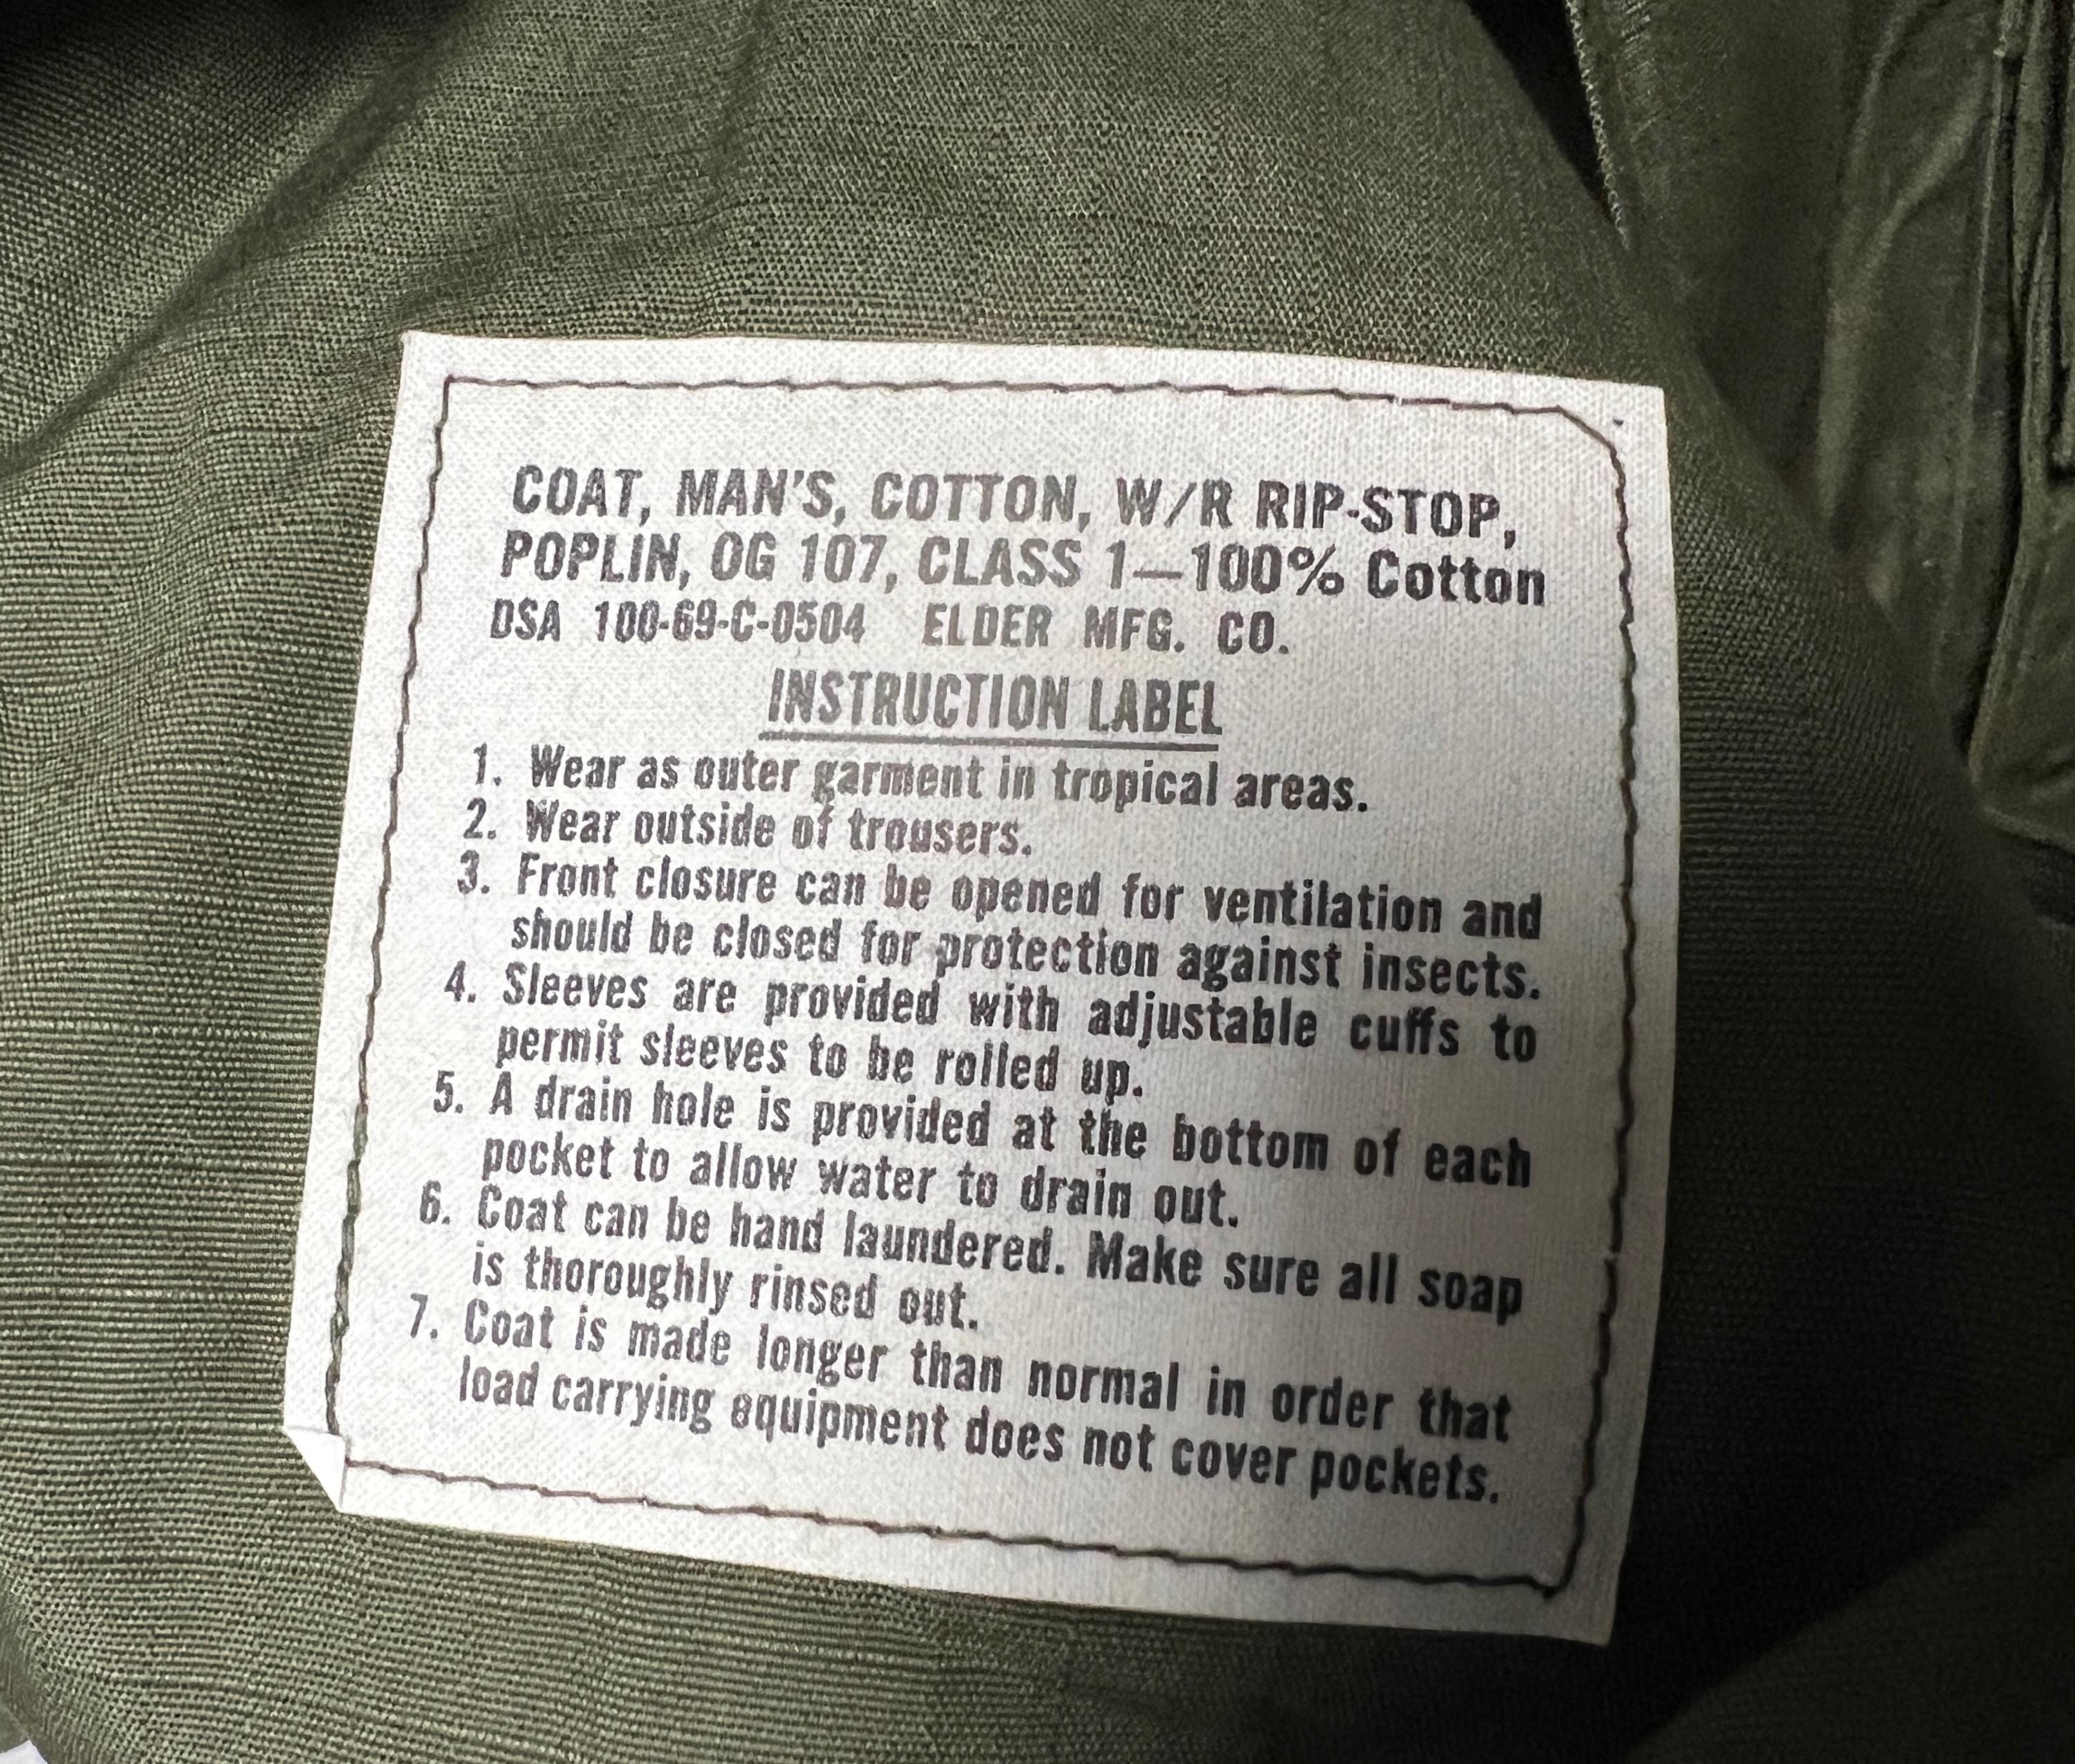 COAT, MAN'S, COTTON, W/R RIP-STOP,
POPLIN, OG 107, CLASS 1—100% Cotton
DSA 100-69-C-0504 ELDER MFG. CO.
INSTRUCTION LABEL
1. Wear as outer garment in tropical areas.
2. Wear outside of trousers.
3. Front closure can be opened for ventilation and
should be closed for protection against insects.
4. Sleeves are provided with adjustable cuffs to
permit sleeves to be rolled up.
5. A drain hole is provided at the bottom of each
pocket to allow water to drain out.
6. Coat can be hand laundered. Make sure all soap
is thoroughly rinsed out.
7. Coat is made longer than normal in order that
load carrying equipment does not cover pockets.